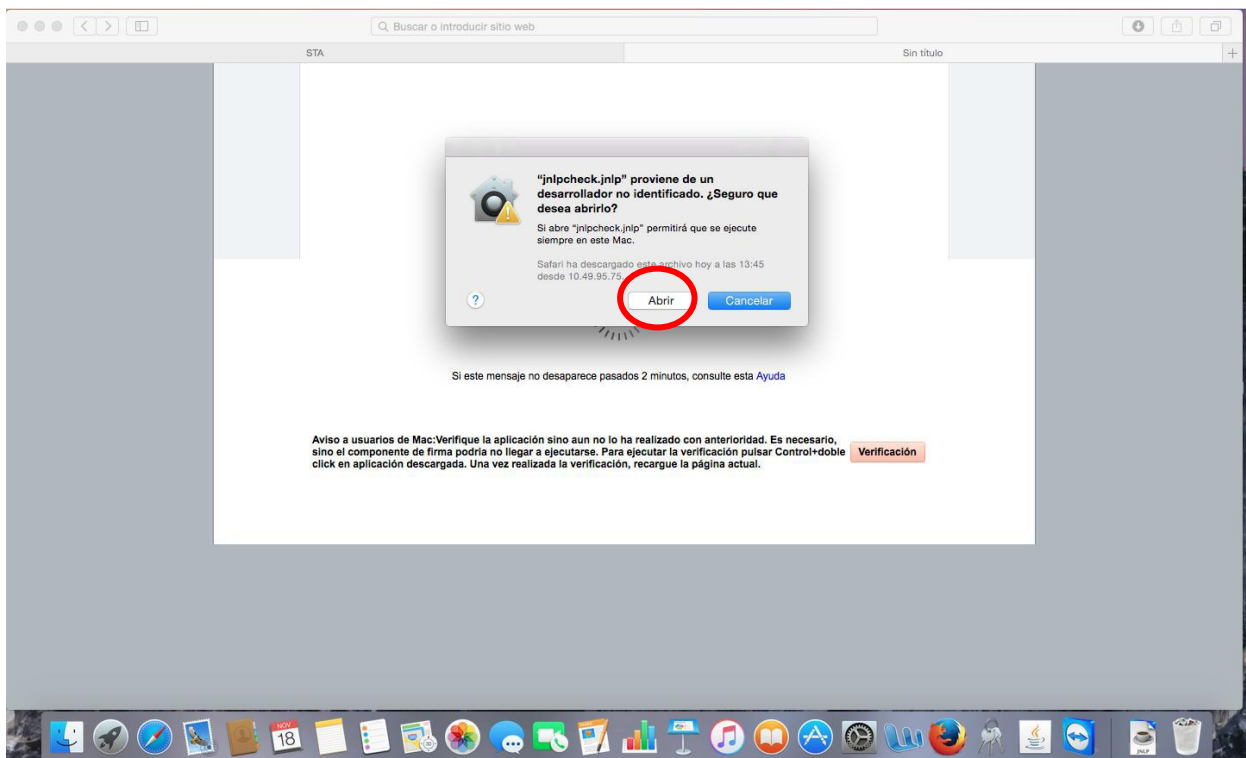 Buscar o introducir sitio web
STA
Sin título
“jnlpcheck.jnlp” proviene de un
desarrollador no identificado. ¿Seguro que
desea abrirlo?
Si abre “jnlpcheck.jnlp” permitirá que se ejecute
siempre en este Mac.
Safari ha descargado este archivo hoy a las 13:45
desde 10.49.95.75.
?
Abrir
Cancelar
Si este mensaje no desaparece pasados 2 minutos, consulte esta Ayuda
Aviso a usuarios de Mac:Verifique la aplicación sino aun no lo ha realizado con anterioridad. Es necesario,
sino el componente de firma podria no llegar a ejecutarse. Para ejecutar la verificación pulsar Control+doble
click en aplicación descargada. Una vez realizada la verificación, recargue la página actual.
Verificación
NOV
18
JNLP